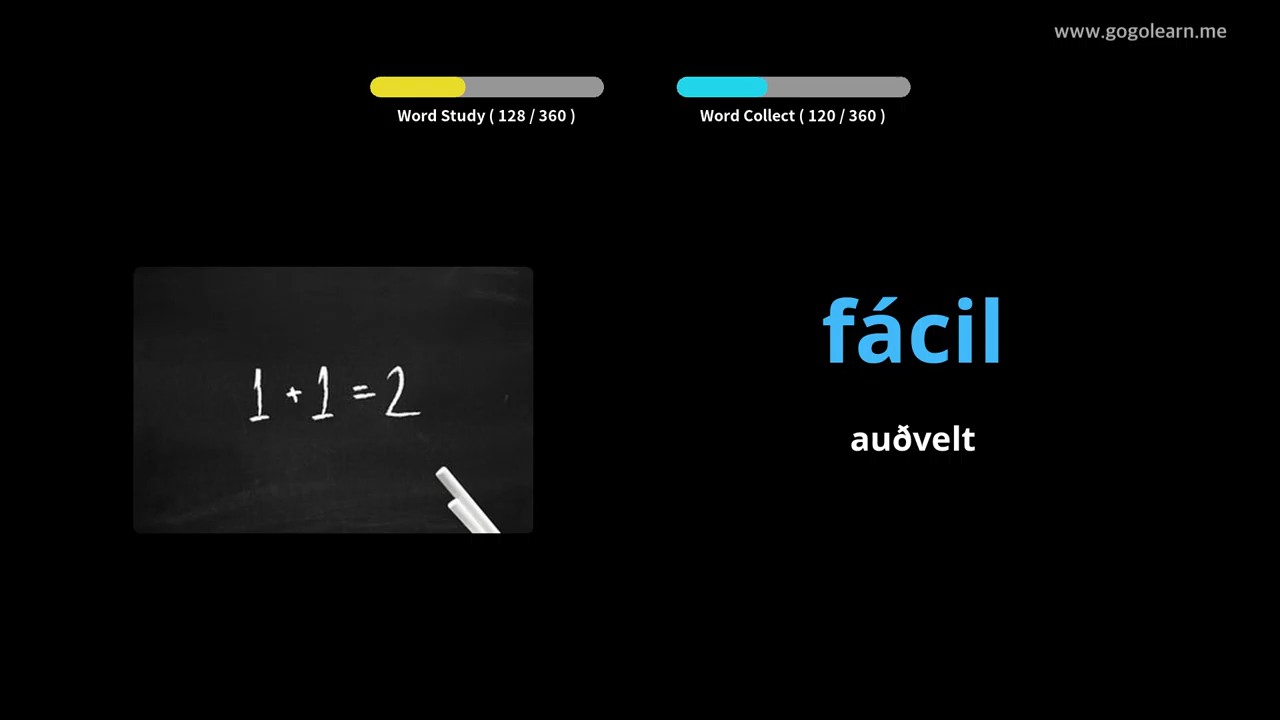 www.gogolearn.me
Word Study ( 128 / 360 )
Word Collect ( 120 / 360 )
1 + 1 = 2
fácil
auðvelt